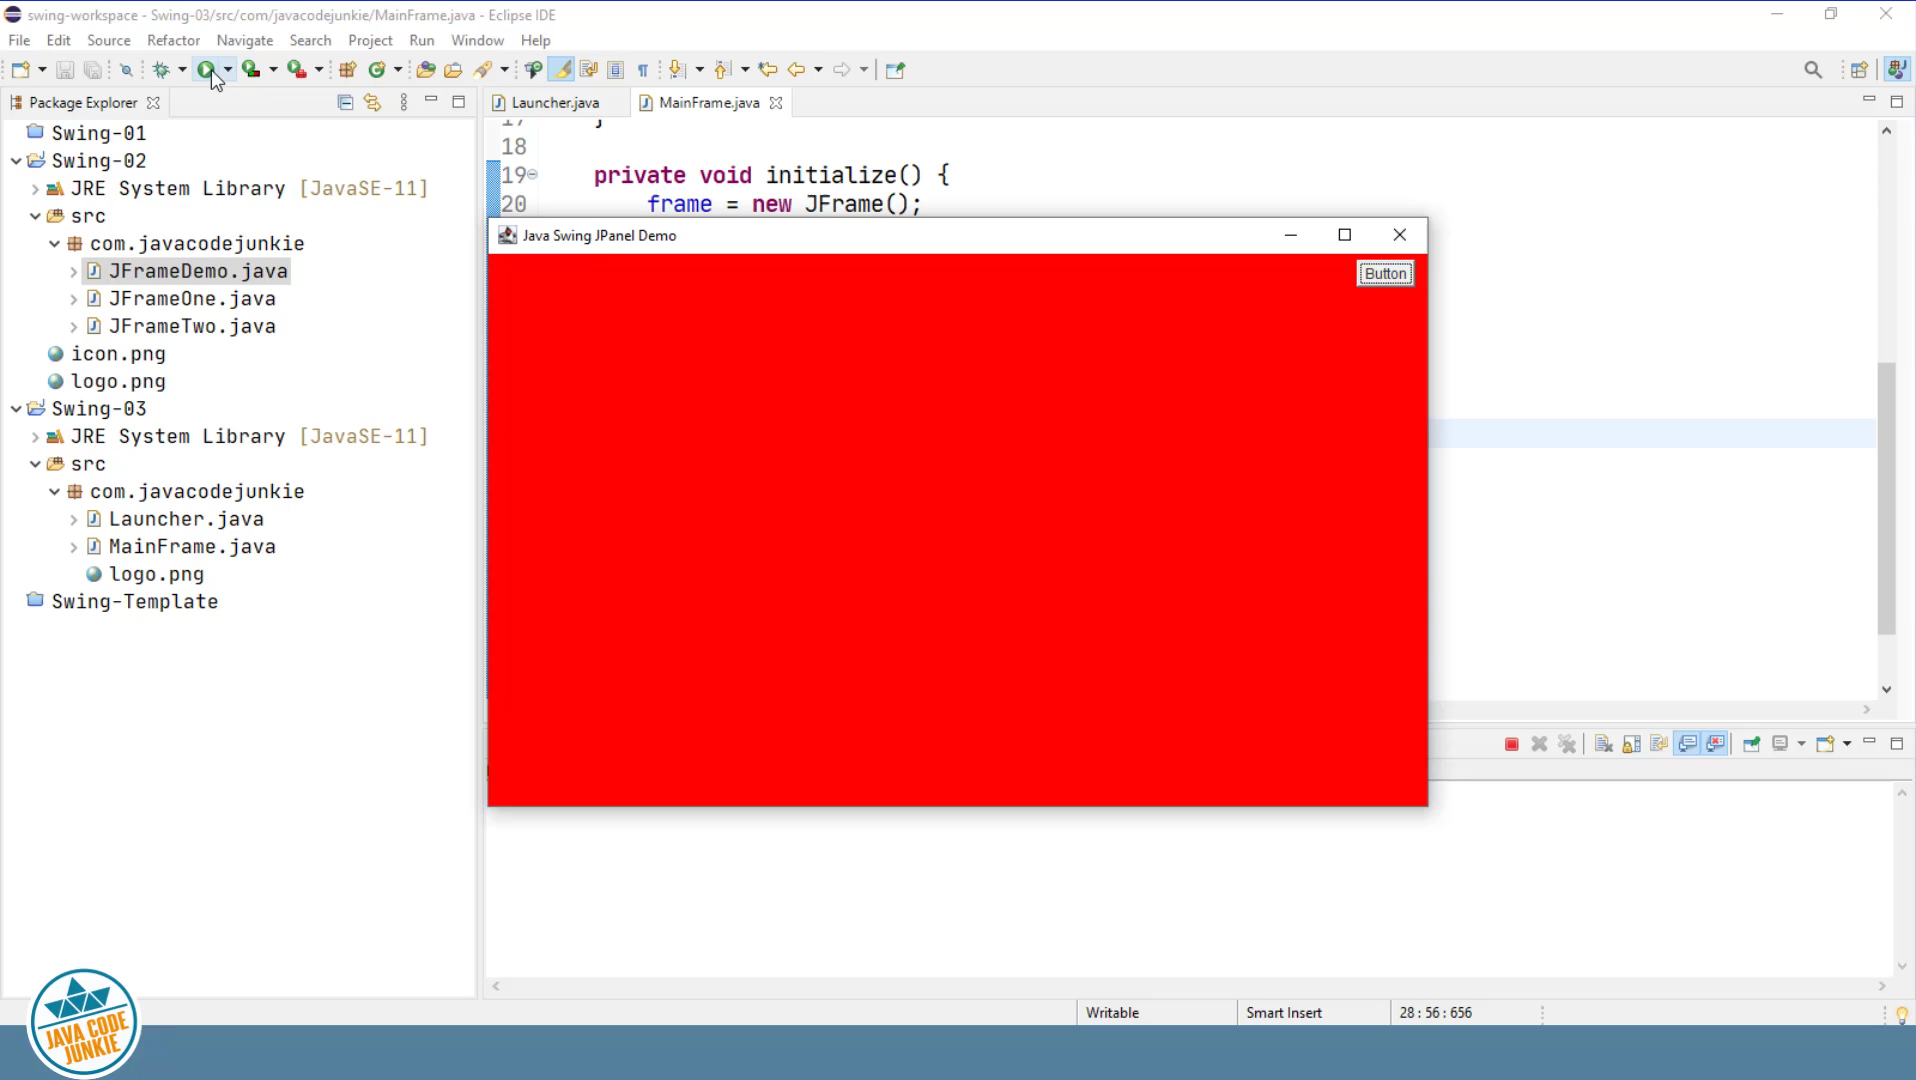 swing-workspace - Swing-03/src/com/javacodejunkie/MainFrame.java - Eclipse IDE
File Edit Source Refactor Navigate Search Project Run Window Help
Package Explorer
Launcher.java MainFrame.java
Swing-01
Swing-02
JRE System Library [JavaSE-11]
src
com.javacodejunkie
JFrameDemo.java
JFrameOne.java
JFrameTwo.java
icon.png
logo.png
Swing-03
JRE System Library [JavaSE-11]
src
com.javacodejunkie
Launcher.java
MainFrame.java
logo.png
Swing-Template
18
19 private void initialize() {
20 frame = new JFrame();
Java Swing JPanel Demo
Button
Writable Smart Insert 28 : 56 : 656
JAVA CODE
JUNKIE